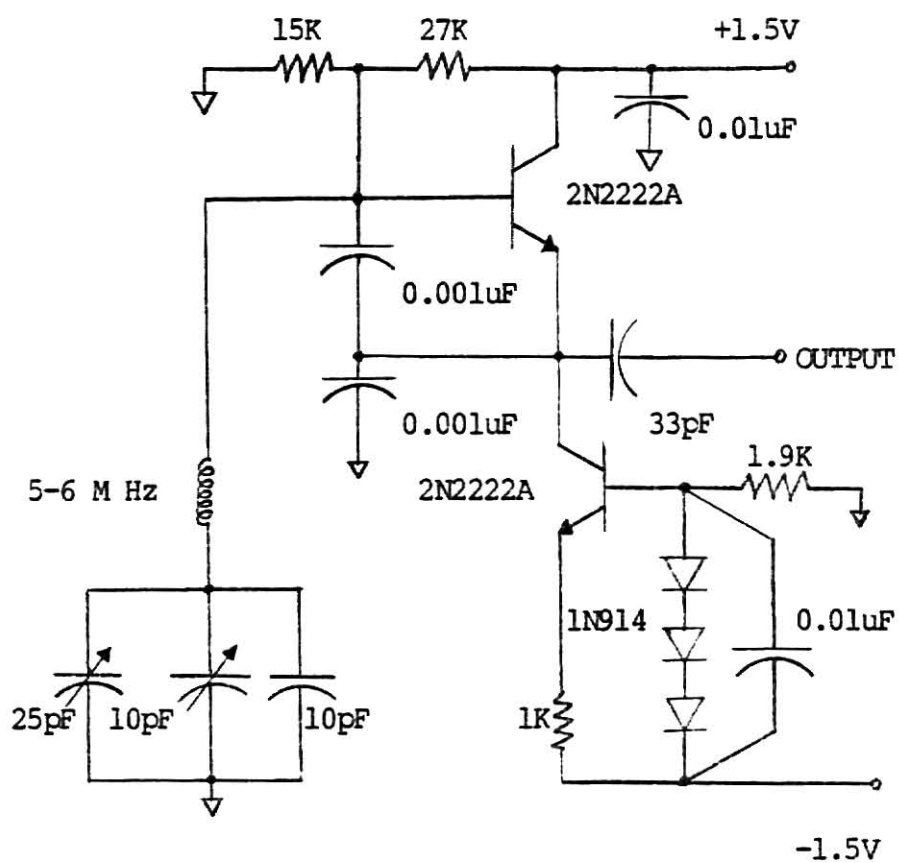 15K
27K
+1.5V
0.01uF
2N2222A
0.001uF
OUTPUT
0.001uF
33pF
1.9K
5-6 M Hz
2N2222A
1N914
0.01uF
25pF
10pF
10pF
1K
-1.5V